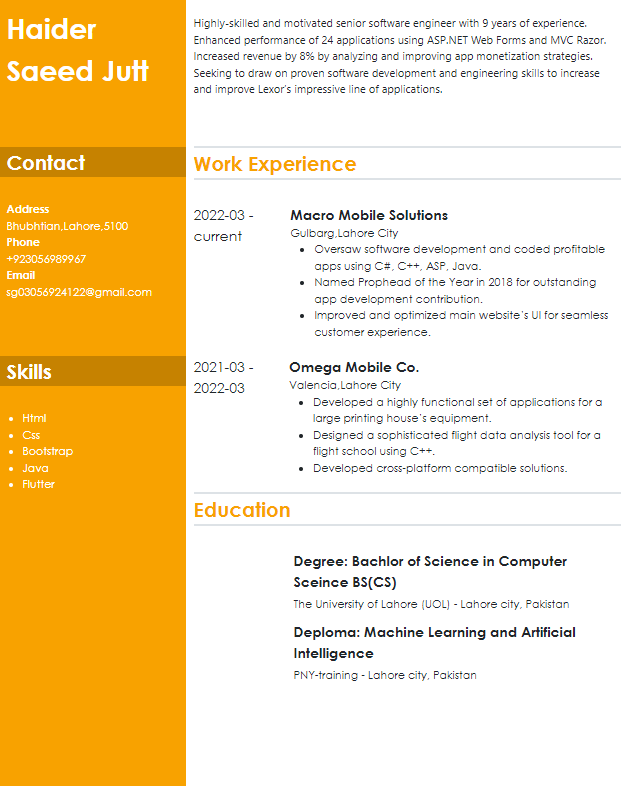 Haider
Saeed Jutt
Contact
Address
Bhubhtian,Lahore,5100
Phone
+923056989967
Email
sg03056924122@gmail.com
Skills
Html
Css
Bootstrap
Java
Flutter
Highly-skilled and motivated senior software engineer with 9 years of experience.
Enhanced performance of 24 applications using ASP.NET Web Forms and MVC Razor.
Increased revenue by 8% by analyzing and improving app monetization strategies.
Seeking to draw on proven software development and engineering skills to increase
and improve Lexor's impressive line of applications.
Work Experience
2022-03 -
current
Macro Mobile Solutions
Gulbarg,Lahore City
Oversaw software development and coded profitable
apps using C#, C++, ASP, Java.
Named Prophead of the Year in 2018 for outstanding
app development contribution.
Improved and optimized main website's UI for seamless
customer experience.
2021-03 -
2022-03
Omega Mobile Co.
Valencia,Lahore City
Developed a highly functional set of applications for a
large printing house's equipment.
Designed a sophisticated flight data analysis tool for a
flight school using C++.
Developed cross-platform compatible solutions.
Education
Degree: Bachlor of Science in Computer
Sceince BS(CS)
The University of Lahore (UOL) - Lahore city, Pakistan
Deploma: Machine Learning and Artificial
Intelligence
PNY-training - Lahore city, Pakistan